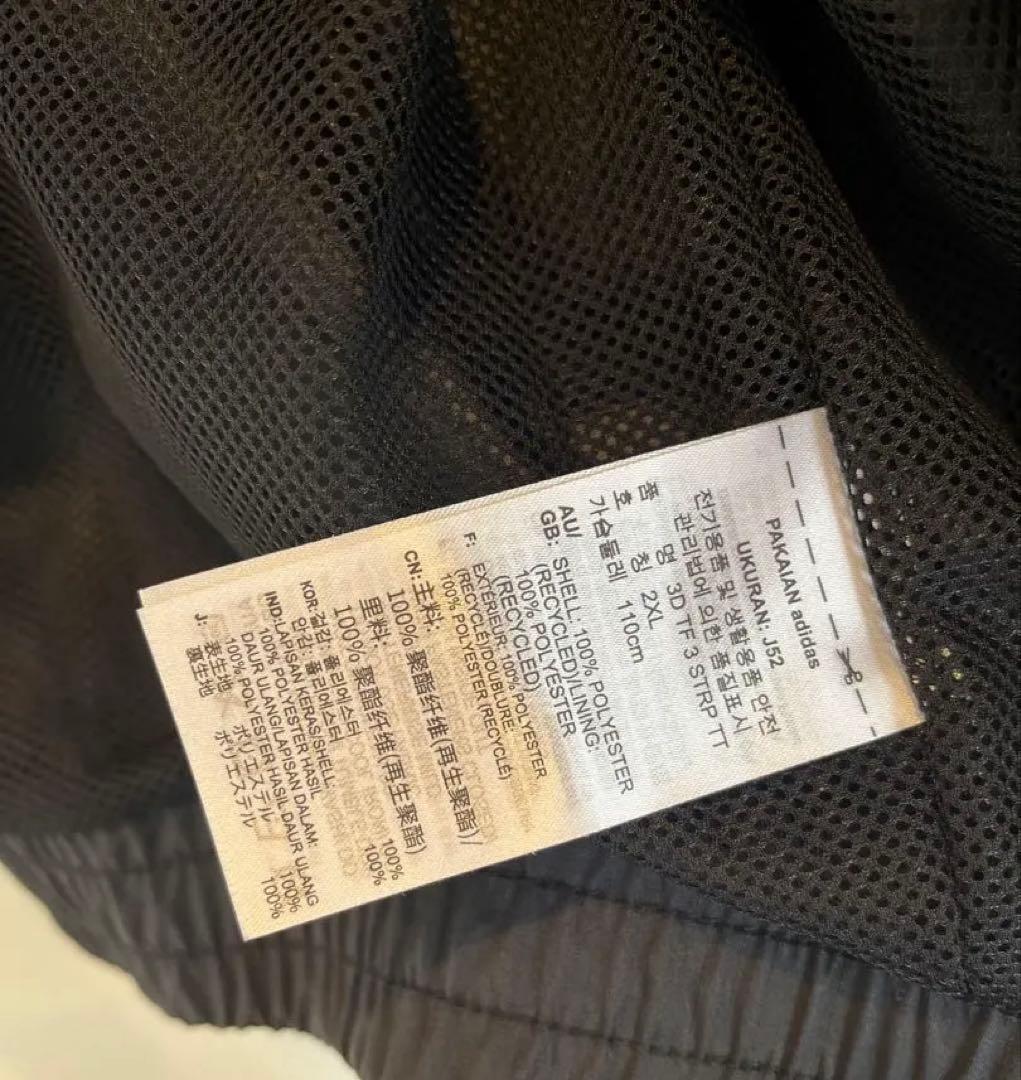 PAKAIAN adidas
UKURAN: J52
전기용품 및 생활용품 안전
관리법에 의한 품질표시
품 명 3D TF 3 STRP TT
호 칭 2XL
가슴둘레 110cm
AU/
GB: SHELL: 100% POLYESTER
(RECYCLED)/LINING:
100% POLYESTER
(RECYCLED)
F: EXTERIEUR: 100% POLYESTER
(RECYCLÉ)/DOUBLURE:
100% POLYESTER (RECYCLÉ)
CN: 主料:
100% 聚酯纤维(再生聚酯)/
里料:
100% 聚酯纤维(再生聚酯)
KOR: 겉감: 폴리에스터 100%
안감: 폴리에스터 100%
IND: LAPISAN KERAS/SHELL:
100% POLYESTER HASIL
DAUR ULANG/LAPISAN DALAM:
100% POLYESTER HASIL DAUR ULANG
J: 表生地 ポリエステル 100%
裏生地 ポリエステル 100%